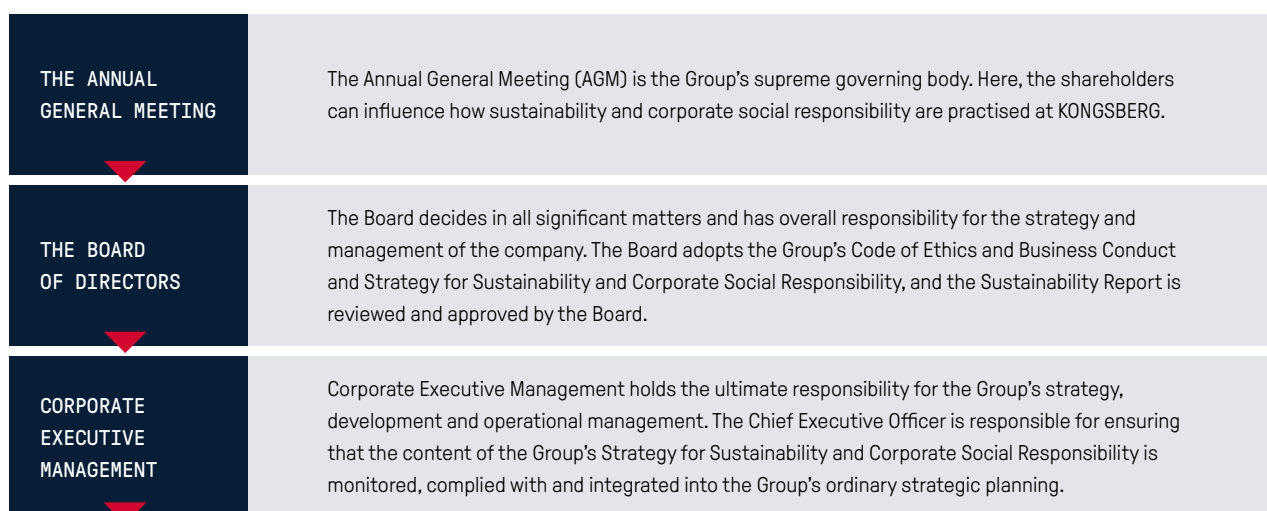 THE ANNUAL
GENERAL MEETING
The Annual General Meeting (AGM) is the Group's supreme governing body. Here, the shareholders
can influence how sustainability and corporate social responsibility are practised at KONGSBERG.
THE BOARD
OF DIRECTORS
The Board decides in all significant matters and has overall responsibility for the strategy and
management of the company. The Board adopts the Group's Code of Ethics and Business Conduct
and Strategy for Sustainability and Corporate Social Responsibility, and the Sustainability Report is
reviewed and approved by the Board.
CORPORATE
EXECUTIVE
MANAGEMENT
Corporate Executive Management holds the ultimate responsibility for the Group's strategy,
development and operational management. The Chief Executive Officer is responsible for ensuring
that the content of the Group's Strategy for Sustainability and Corporate Social Responsibility is
monitored, complied with and integrated into the Group's ordinary strategic planning.